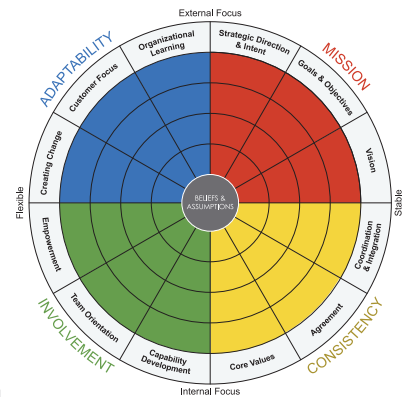 External Focus
ADAPTABILITY
MISSION
Organizational
Learning
Strategic Direction
& Intent
Customer Focus
Goals & Objectives
Creating Change
Vision
Flexible
BELIEFS &
ASSUMPTIONS
Stable
Empowerment
Coordination
& Integration
Team Orientation
Agreement
Capability
Development
Core Values
INVOLVEMENT
CONSISTENCY
Internal Focus